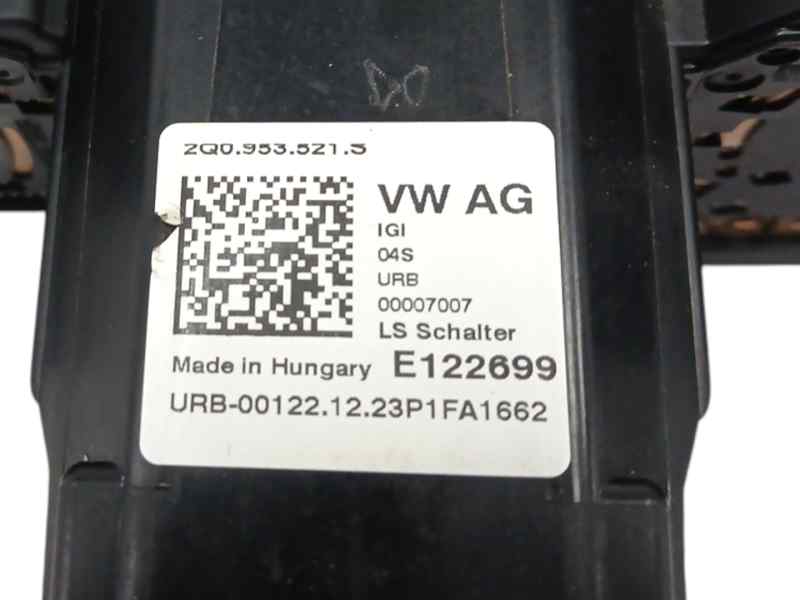 2Q0.953.521.S
VW AG
IGI
04S
URB
00007007
LS Schalter
Made in Hungary E122699
URB-00122.12.23P1FA1662